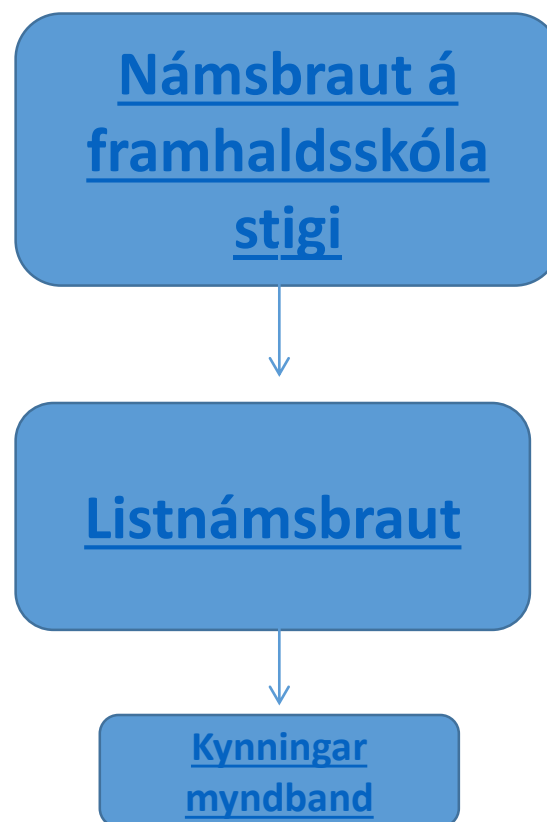 Námsbraut á
framhaldsskóla
stigi
Listnámsbraut
Kynningar
myndband